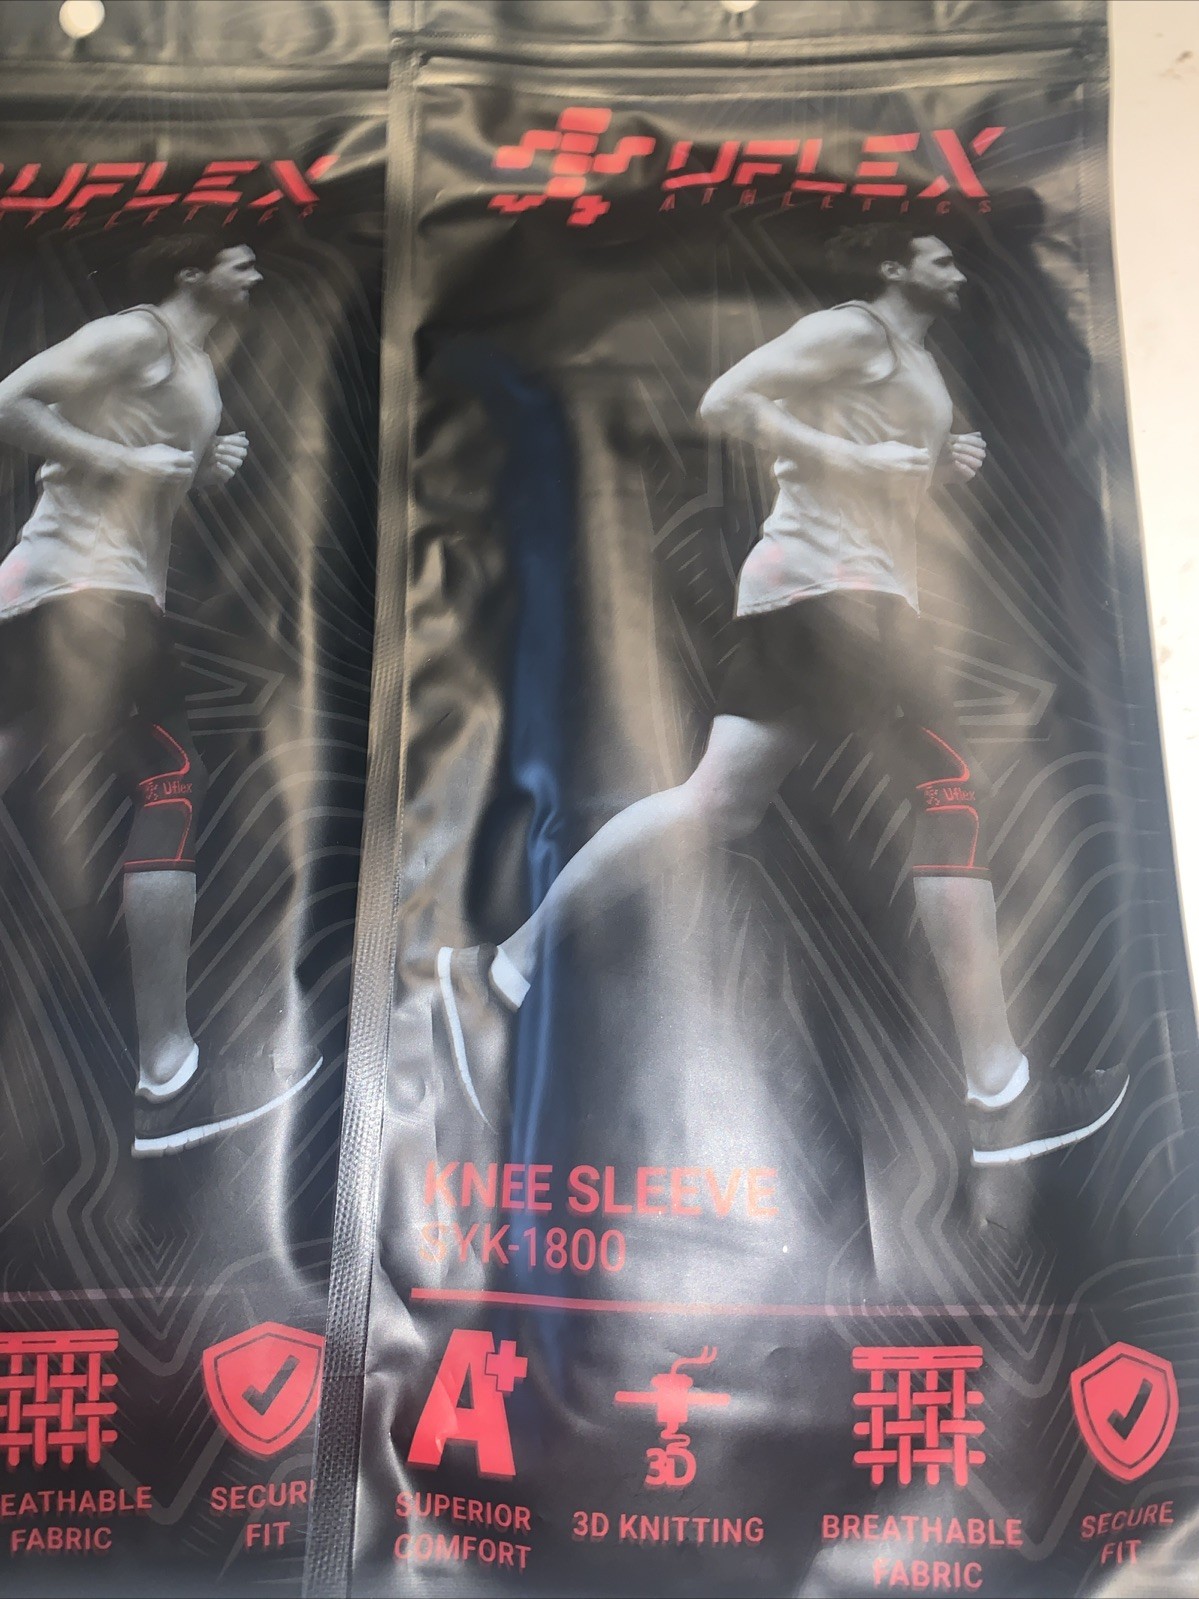 UFLEX
ATHLETICS
Uflex
EATHABLE
FABRIC
SECURE
FIT
UFLEX
ATHLETICS
Uflex
KNEE SLEEVE
SYK-1800
A+
SUPERIOR
COMFORT
3D
3D KNITTING
BREATHABLE
FABRIC
SECURE
FIT